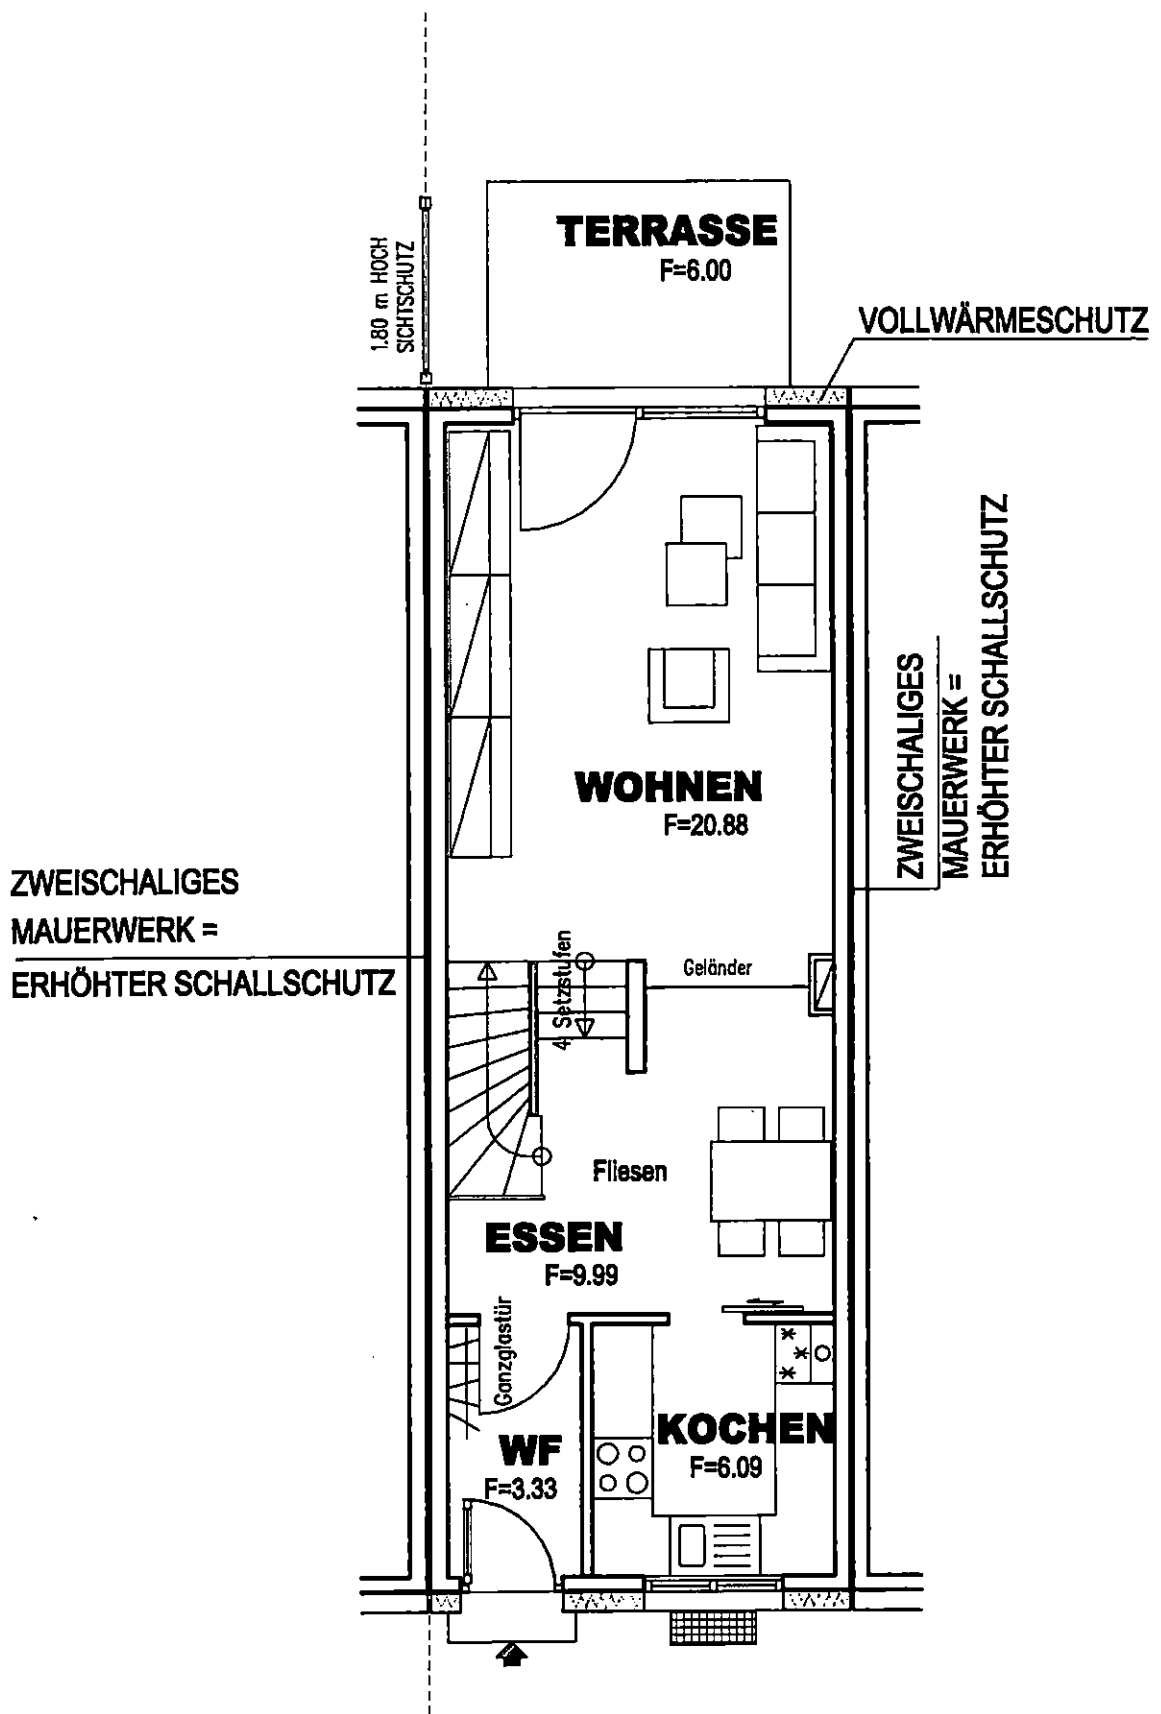 1.80 m HOCH
SICHTSCHUTZ
TERRASSE
F=6.00
VOLLWÄRMESCHUTZ
ZWEISCHALIGES
MAUERWERK =
ERHÖHTER SCHALLSCHUTZ
WOHNEN
F=20.88
ZWEISCHALIGES
MAUERWERK =
ERHÖHTER SCHALLSCHUTZ
4 Setzstufen
Geländer
Fliesen
ESSEN
F=9.99
Ganzglastür
KOCHEN
F=6.09
WF
F=3.33